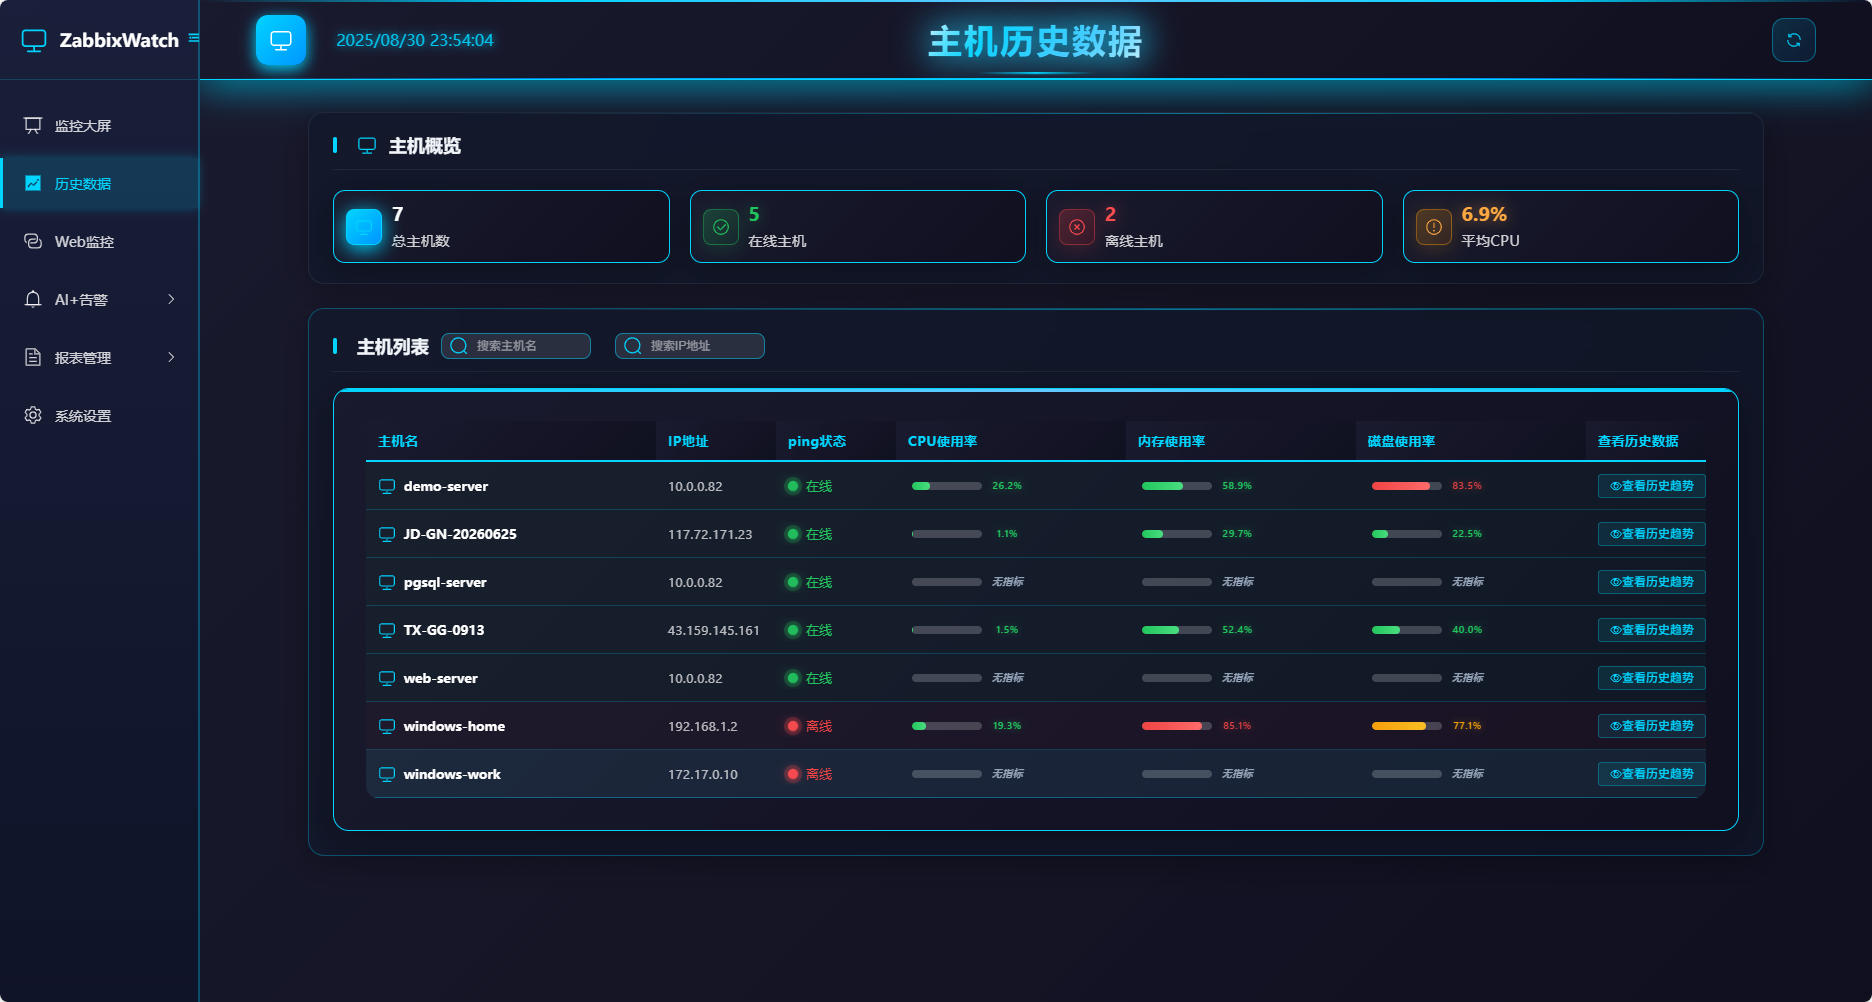 ZabbixWatch
2025/08/30 23:54:04
主机历史数据
监控大屏
历史数据
Web监控
AI+告警
报表管理
系统设置
主机概览
7
总主机数
5
在线主机
2
离线主机
6.9%
平均CPU
主机列表 搜索主机名 搜索IP地址
主机名 IP地址 ping状态 CPU使用率 内存使用率 磁盘使用率 查看历史数据
demo-server 10.0.0.82 在线 26.2% 58.9% 83.5% 查看历史趋势
JD-GN-20260625 117.72.171.23 在线 1.1% 29.7% 22.5% 查看历史趋势
pgsql-server 10.0.0.82 在线 无指标 无指标 无指标 查看历史趋势
TX-GG-0913 43.159.145.161 在线 1.5% 52.4% 40.0% 查看历史趋势
web-server 10.0.0.82 在线 无指标 无指标 无指标 查看历史趋势
windows-home 192.168.1.2 离线 19.3% 85.1% 77.1% 查看历史趋势
windows-work 172.17.0.10 离线 无指标 无指标 无指标 查看历史趋势